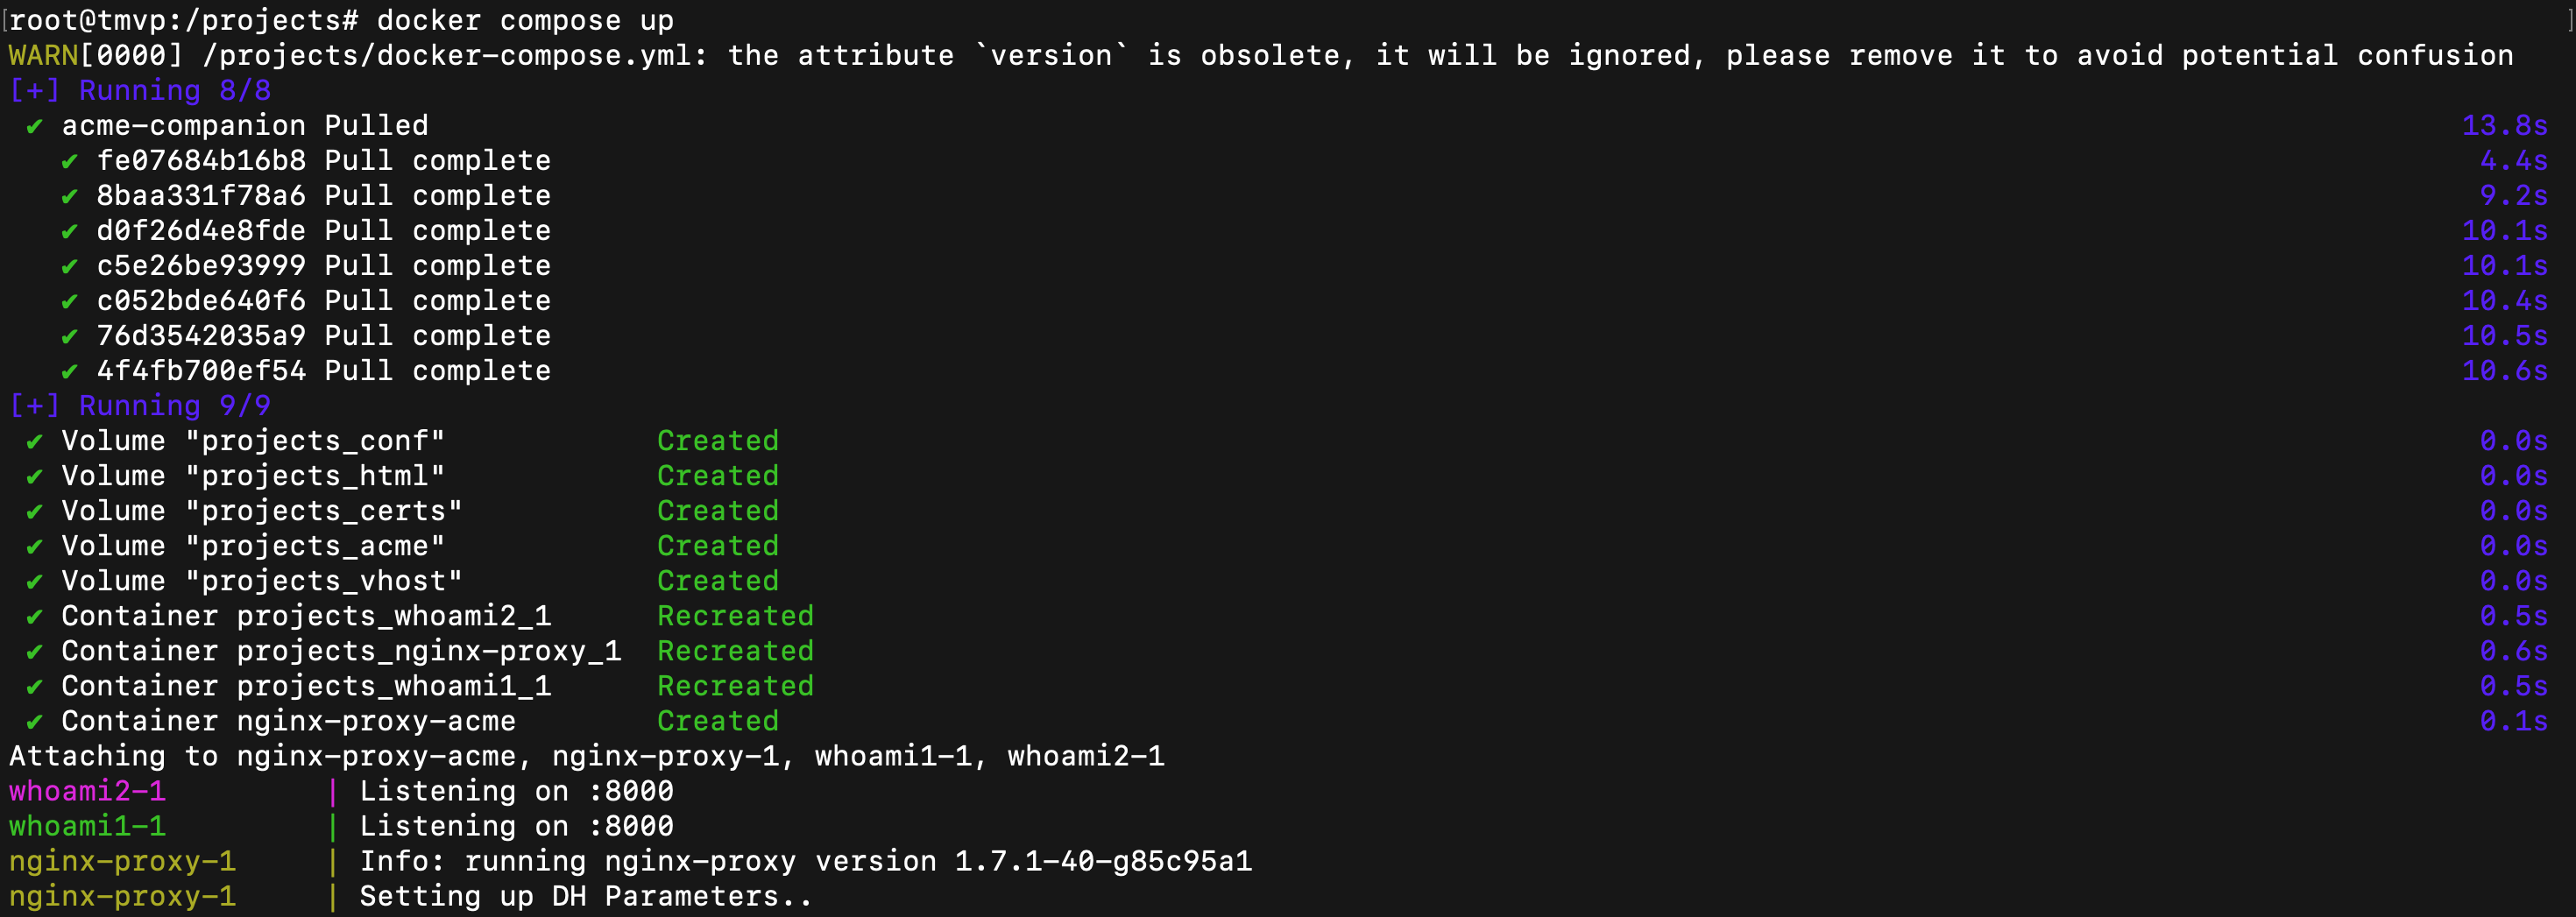 [root@tmvp:/projects# docker compose up ]
WARN[0000] /projects/docker-compose.yml: the attribute `version` is obsolete, it will be ignored, please remove it to avoid potential confusion
[+] Running 8/8
✔ acme-companion Pulled 13.8s
✔ fe07684b16b8 Pull complete 4.4s
✔ 8baa331f78a6 Pull complete 9.2s
✔ d0f26d4e8fde Pull complete 10.1s
✔ c5e26be93999 Pull complete 10.1s
✔ c052bde640f6 Pull complete 10.4s
✔ 76d3542035a9 Pull complete 10.5s
✔ 4f4fb700ef54 Pull complete 10.6s
[+] Running 9/9
✔ Volume "projects_conf" Created 0.0s
✔ Volume "projects_html" Created 0.0s
✔ Volume "projects_certs" Created 0.0s
✔ Volume "projects_acme" Created 0.0s
✔ Volume "projects_vhost" Created 0.0s
✔ Container projects_whoami2_1 Recreated 0.5s
✔ Container projects_nginx-proxy_1 Recreated 0.6s
✔ Container projects_whoami1_1 Recreated 0.5s
✔ Container nginx-proxy-acme Created 0.1s
Attaching to nginx-proxy-acme, nginx-proxy-1, whoami1-1, whoami2-1
whoami2-1 | Listening on :8000
whoami1-1 | Listening on :8000
nginx-proxy-1 | Info: running nginx-proxy version 1.7.1-40-g85c95a1
nginx-proxy-1 | Setting up DH Parameters..